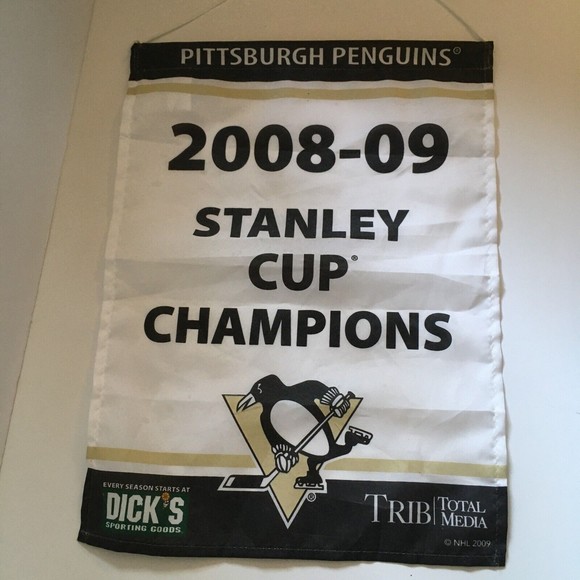 PITTSBURGH PENGUINS®
2008-09
STANLEY
CUP®
CHAMPIONS
®
EVERY SEASON STARTS AT
DICK'S
SPORTING GOODS
TRIB TOTAL
MEDIA
© NHL 2009